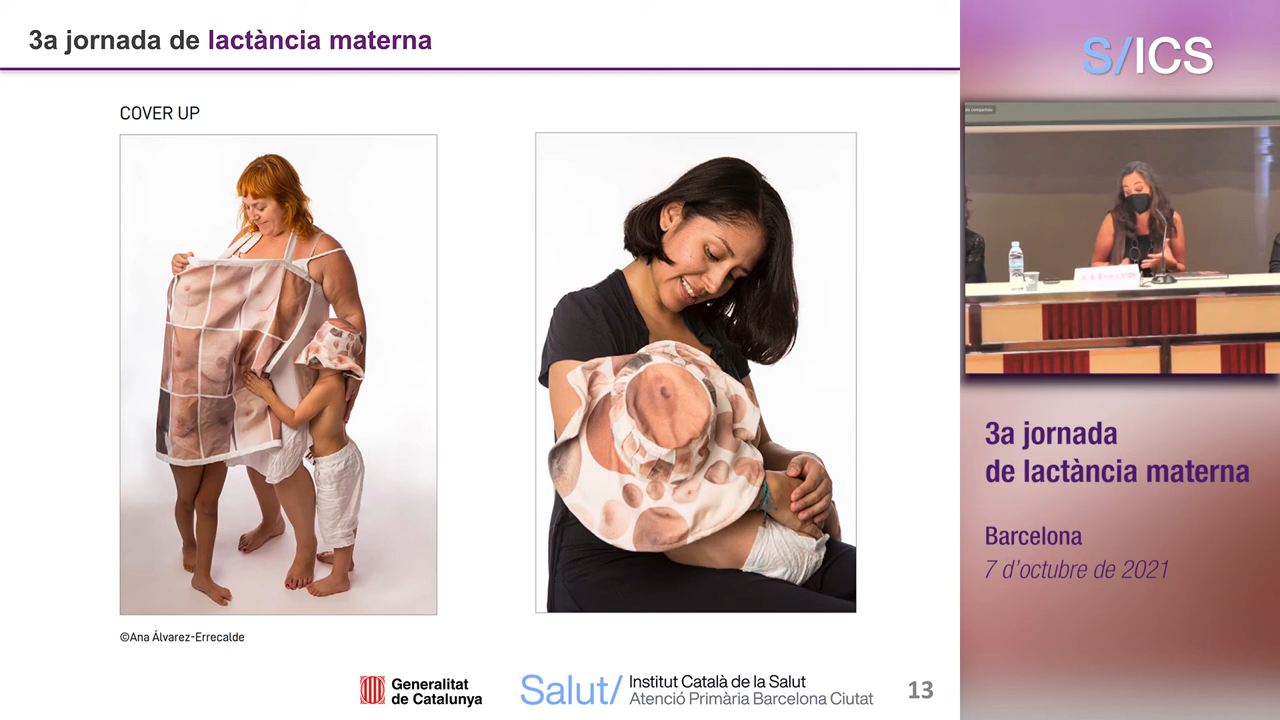 3a jornada de lactància materna
COVER UP
©Ana Álvarez-Errecalde
Generalitat
de Catalunya
Salut/
Institut Català de la Salut
Atenció Primària Barcelona Ciutat
13
S/ICS
Errecalde
3a jornada
de lactància materna
Barcelona
7 d'octubre de 2021